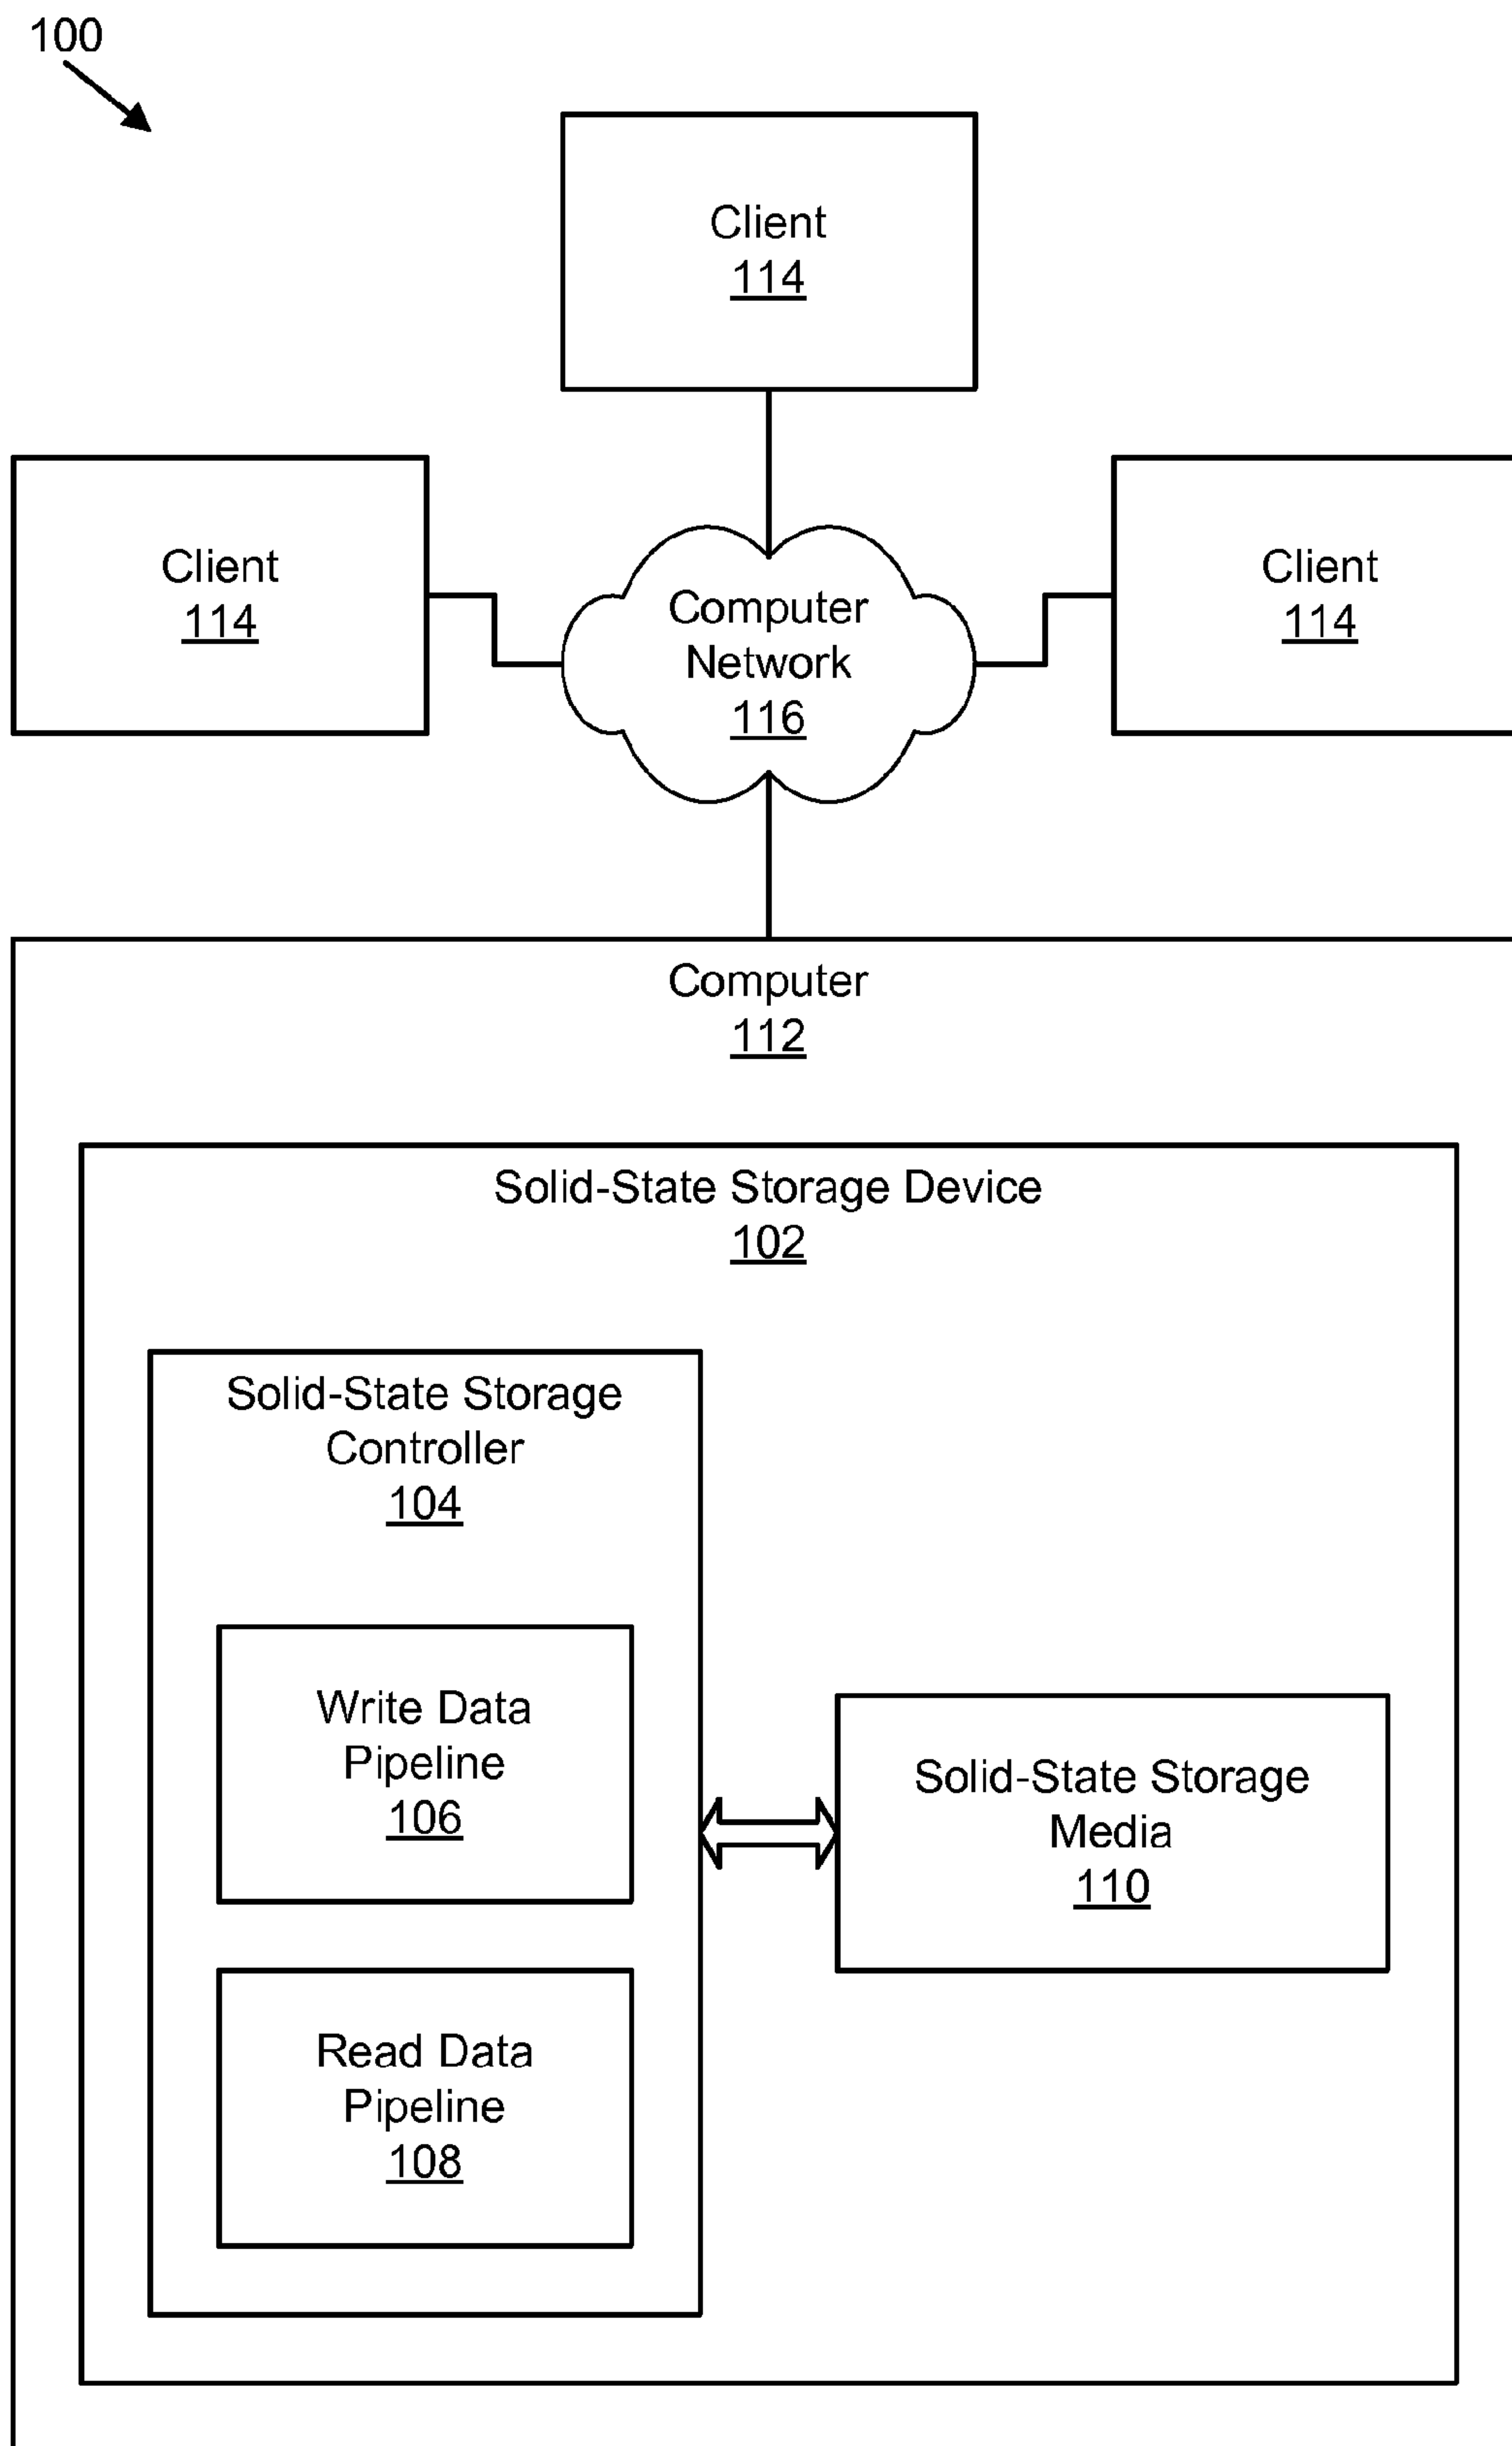 100
Client
114
Client
114
Computer
Network
116
Client
114
Computer
112
Solid-State Storage Device
102
Solid-State Storage
Controller
104
Write Data
Pipeline
106
Solid-State Storage
Media
110
Read Data
Pipeline
108